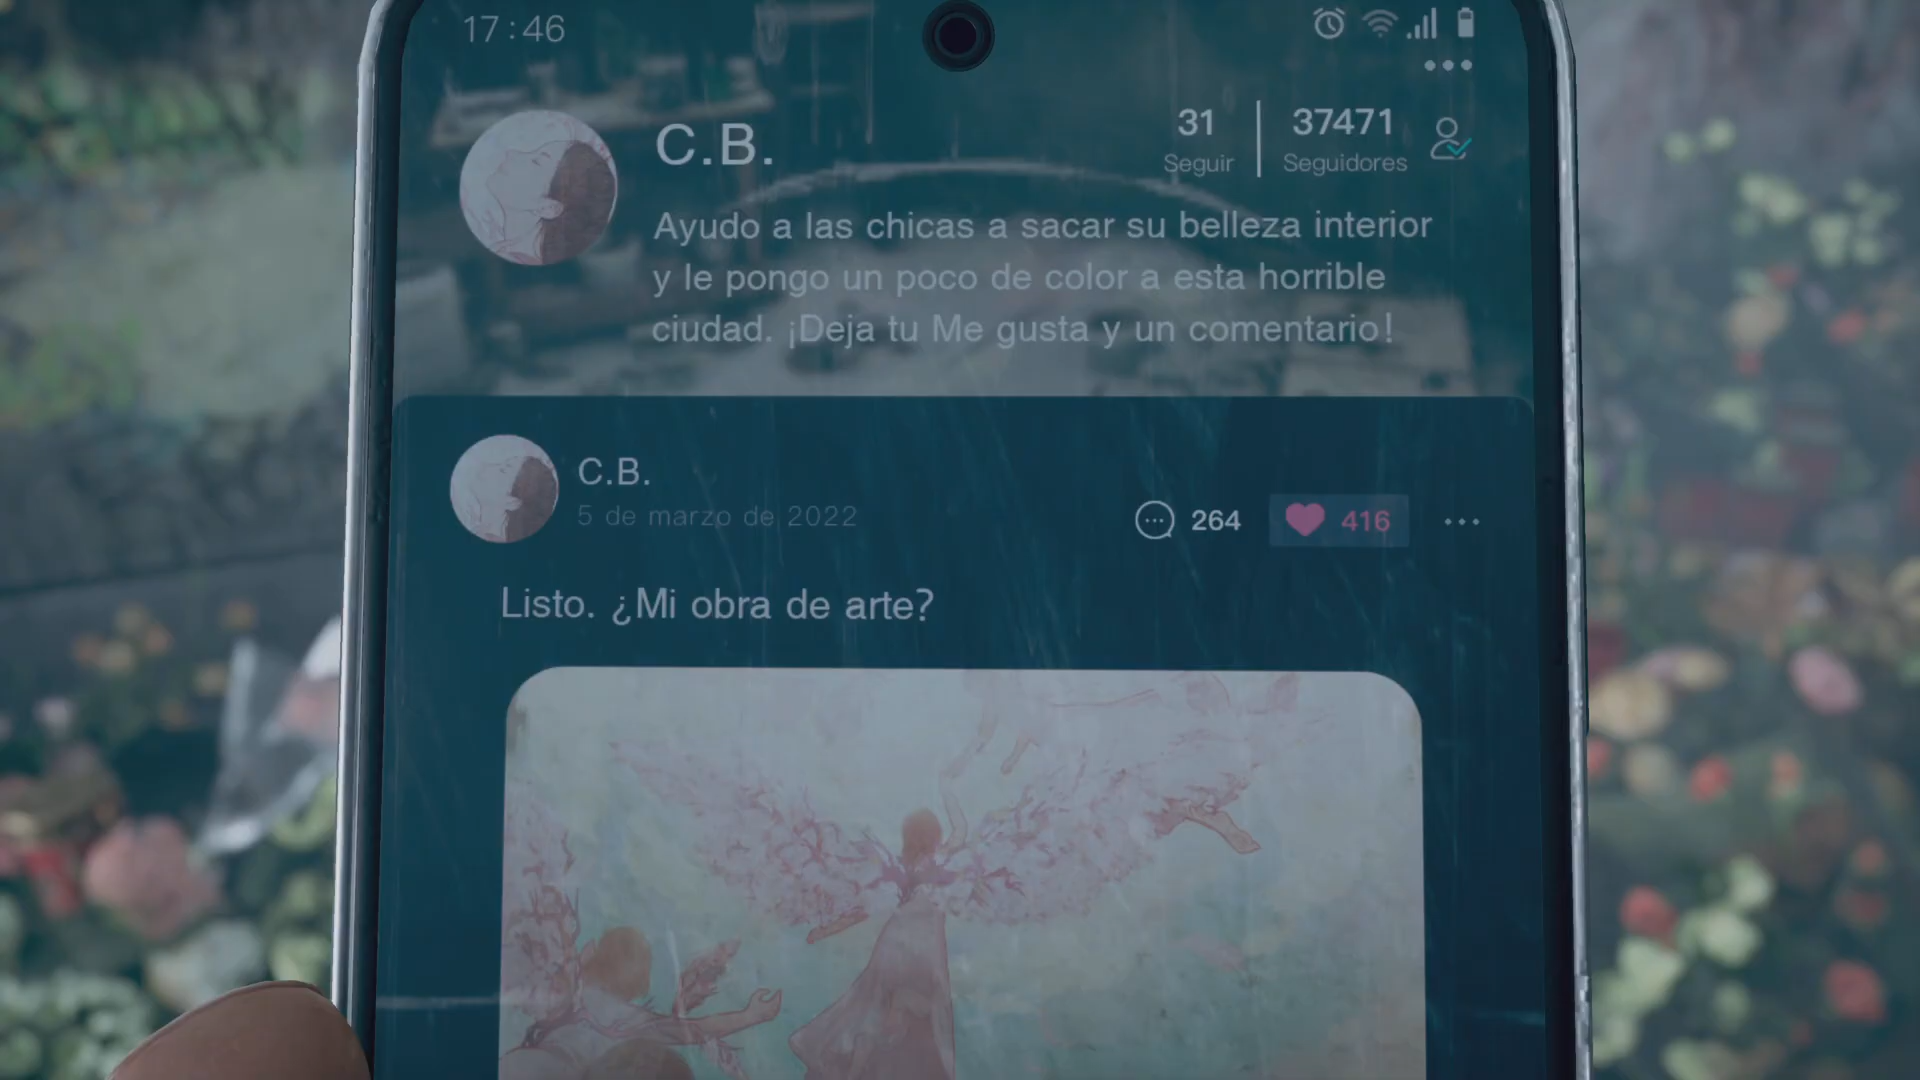 17:46
C.B.
31
Seguir
37471
Seguidores
Ayudo a las chicas a sacar su belleza interior
y le pongo un poco de color a esta horrible
ciudad. ¡Deja tu Me gusta y un comentario!
C.B.
5 de marzo de 2022
264
416
Listo. ¿Mi obra de arte?